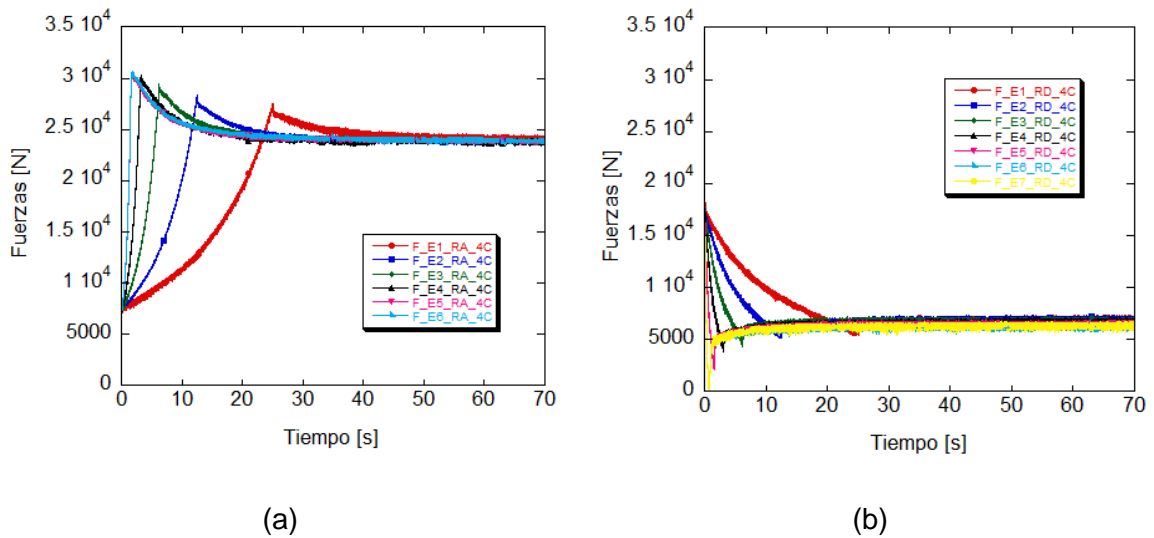 3.5 10⁴
3 10⁴
2.5 10⁴
2 10⁴
1.5 10⁴
1 10⁴
5000
0
Fuerzas [N]
F_E1_RA_4C
F_E2_RA_4C
F_E3_RA_4C
F_E4_RA_4C
F_E5_RA_4C
F_E6_RA_4C
0 10 20 30 40 50 60 70
Tiempo [s]
(a)
3.5 10⁴
3 10⁴
2.5 10⁴
2 10⁴
1.5 10⁴
1 10⁴
5000
0
Fuerzas [N]
F_E1_RD_4C
F_E2_RD_4C
F_E3_RD_4C
F_E4_RD_4C
F_E5_RD_4C
F_E6_RD_4C
F_E7_RD_4C
0 10 20 30 40 50 60 70
Tiempo [s]
(b)